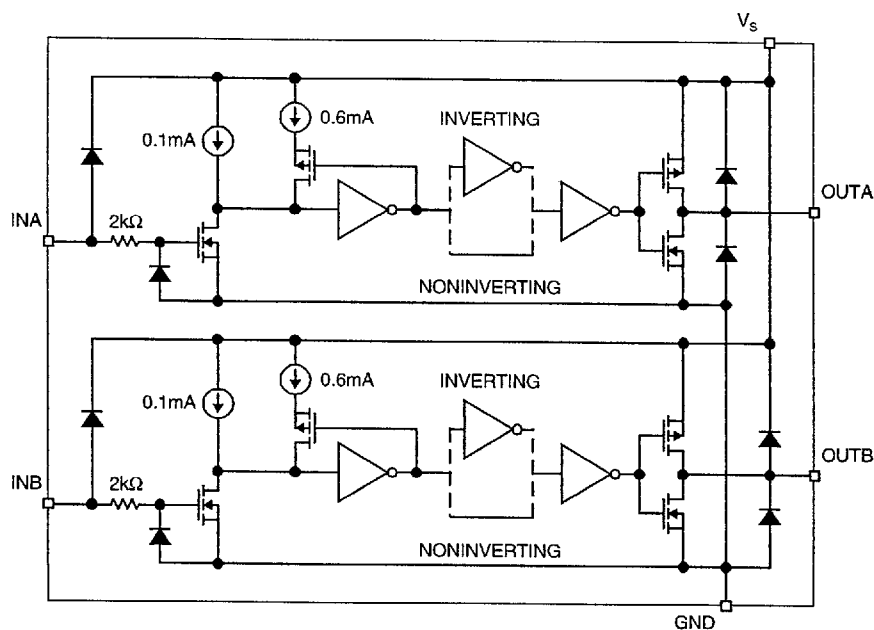 Vs
0.1mA
0.6mA
INVERTING
OUTA
INA
2kΩ
NONINVERTING
0.1mA
0.6mA
INVERTING
OUTB
INB
2kΩ
NONINVERTING
GND